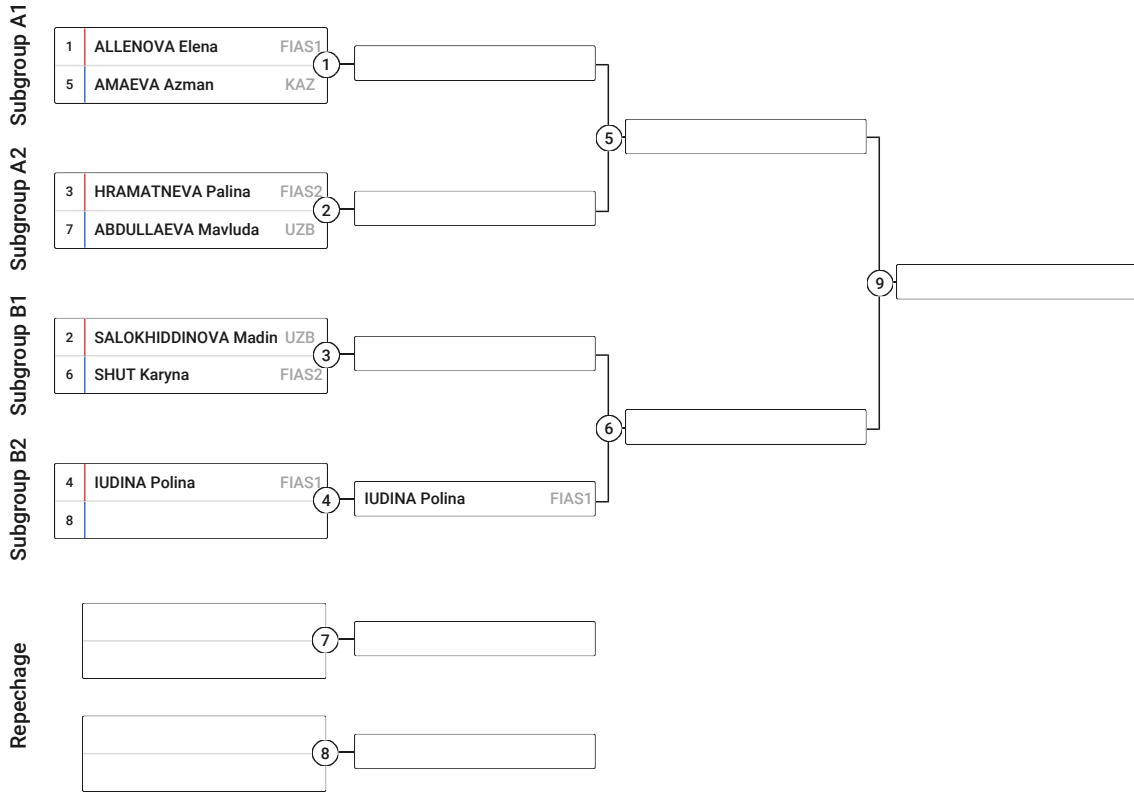 Subgroup A1
1 ALLENOVA Elena FIAS1
5 AMAEVA Azman KAZ
1
5
Subgroup A2
3 HRAMATNEVA Palina FIAS2
7 ABDULLAEVA Mavluda UZB
2
9
Subgroup B1
2 SALOKHIDDINOVA Madin UZB
6 SHUT Karyna FIAS2
3
6
Subgroup B2
4 IUDINA Polina FIAS1
8
4
IUDINA Polina FIAS1
Repechage
7
8